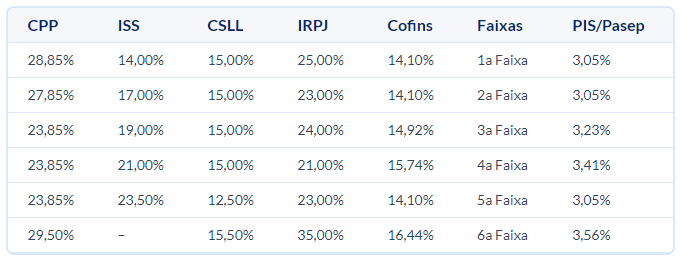 CPP ISS CSLL IRPJ Cofins Faixas PIS/Pasep
28,85% 14,00% 15,00% 25,00% 14,10% 1a Faixa 3,05%
27,85% 17,00% 15,00% 23,00% 14,10% 2a Faixa 3,05%
23,85% 19,00% 15,00% 24,00% 14,92% 3a Faixa 3,23%
23,85% 21,00% 15,00% 21,00% 15,74% 4a Faixa 3,41%
23,85% 23,50% 12,50% 23,00% 14,10% 5a Faixa 3,05%
29,50% – 15,50% 35,00% 16,44% 6a Faixa 3,56%